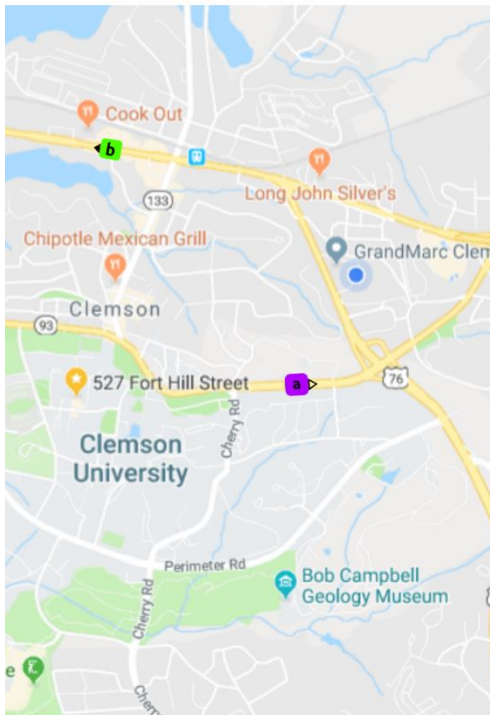 Cook Out
b
Long John Silver's
133
Chipotle Mexican Grill
GrandMarc Clem
Clemson
93
527 Fort Hill Street
a
76
Cherry Rd
Clemson
University
Perimeter Rd
Bob Campbell
Geology Museum
Cherry Rd
e
Cherry